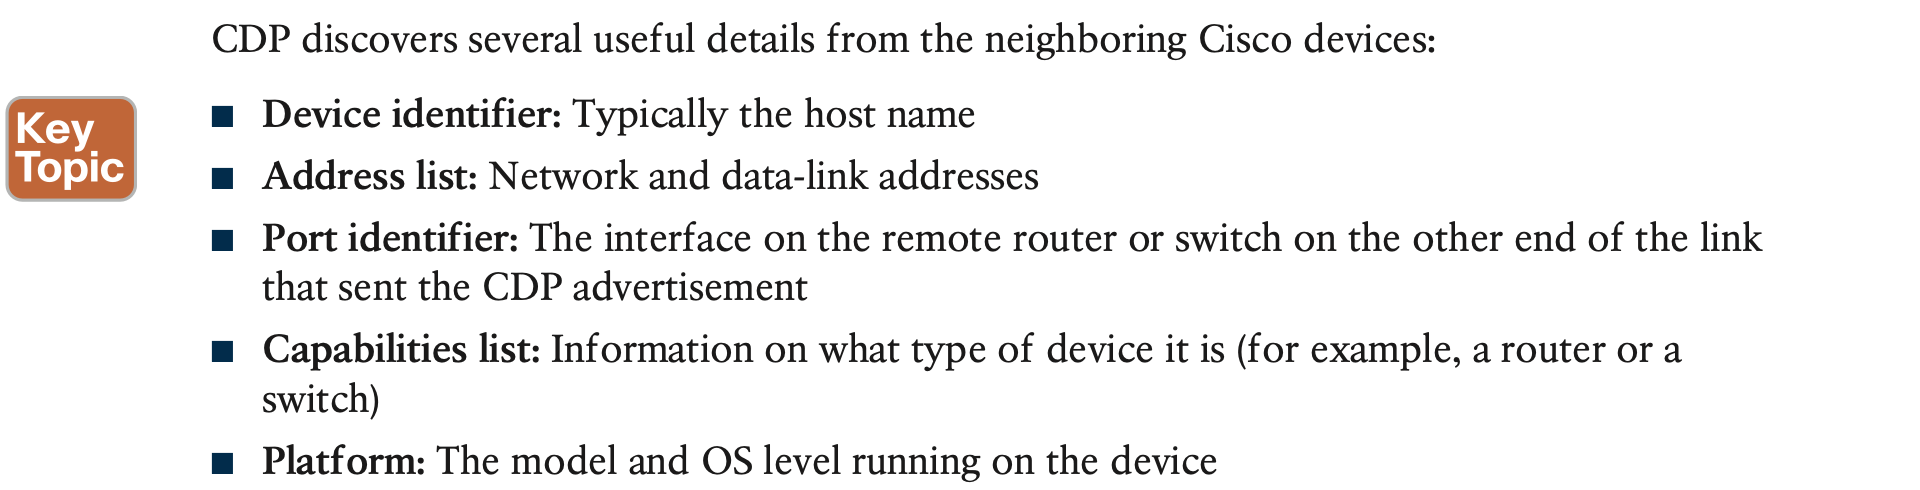 CDP discovers several useful details from the neighboring Cisco devices:
Key
Topic
■ Device identifier: Typically the host name
■ Address list: Network and data-link addresses
■ Port identifier: The interface on the remote router or switch on the other end of the link
that sent the CDP advertisement
■ Capabilities list: Information on what type of device it is (for example, a router or a
switch)
■ Platform: The model and OS level running on the device